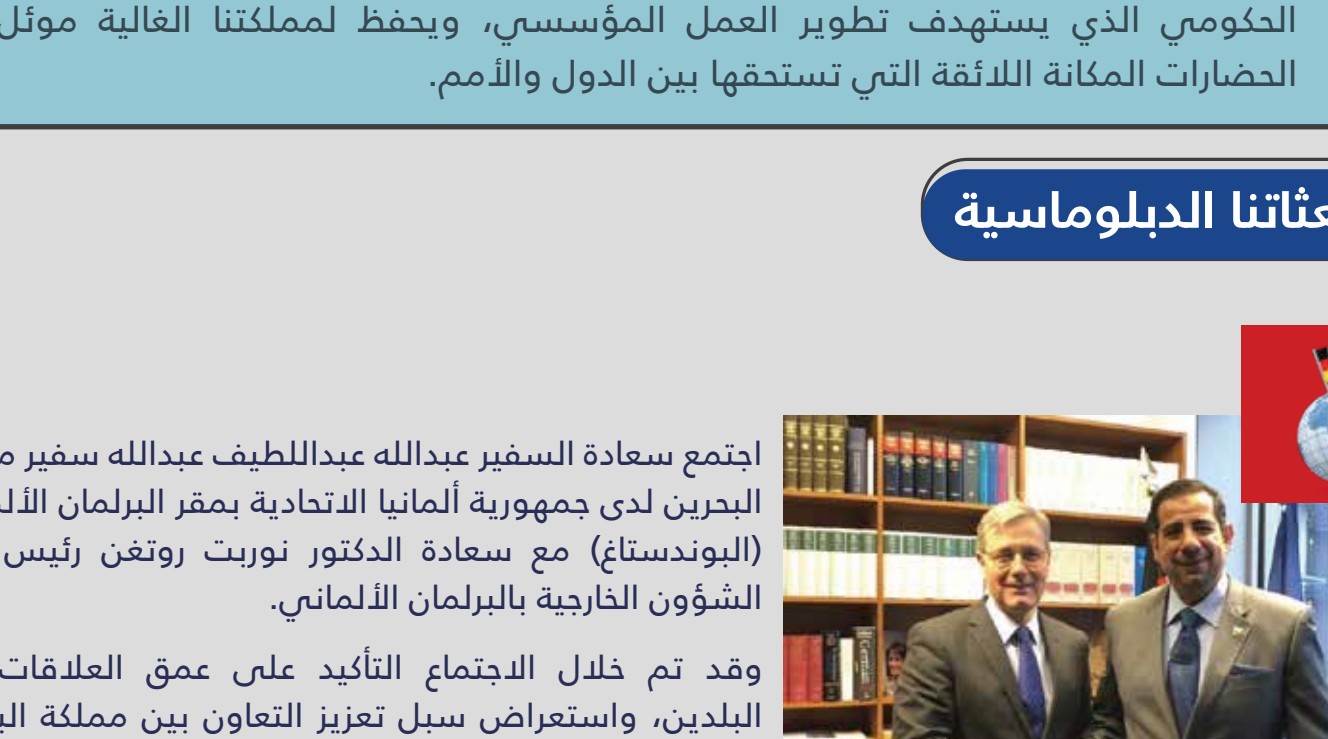 الحكومي الذي يستهدف تطوير العمل المؤسسي، ويحفظ لمملكتنا الغالية موئل
الحضارات المكانة اللائقة التي تستحقها بين الدول والأمم.
الدبلوماسية
اجتمع سعادة السفير عبدالله عبداللطيف عبدالله سفير
البحرين لدى جمهورية ألمانيا الاتحادية بمقر البرلمان
(البوندستاغ) مع سعادة الدكتور نوربت روتغن رئيس
الشؤون الخارجية بالبرلمان الألماني.
وقد تم خلال الاجتماع التأكيد على عمق العلاقات
البلدين، واستعراض سبل تعزيز التعاون بين مملكة